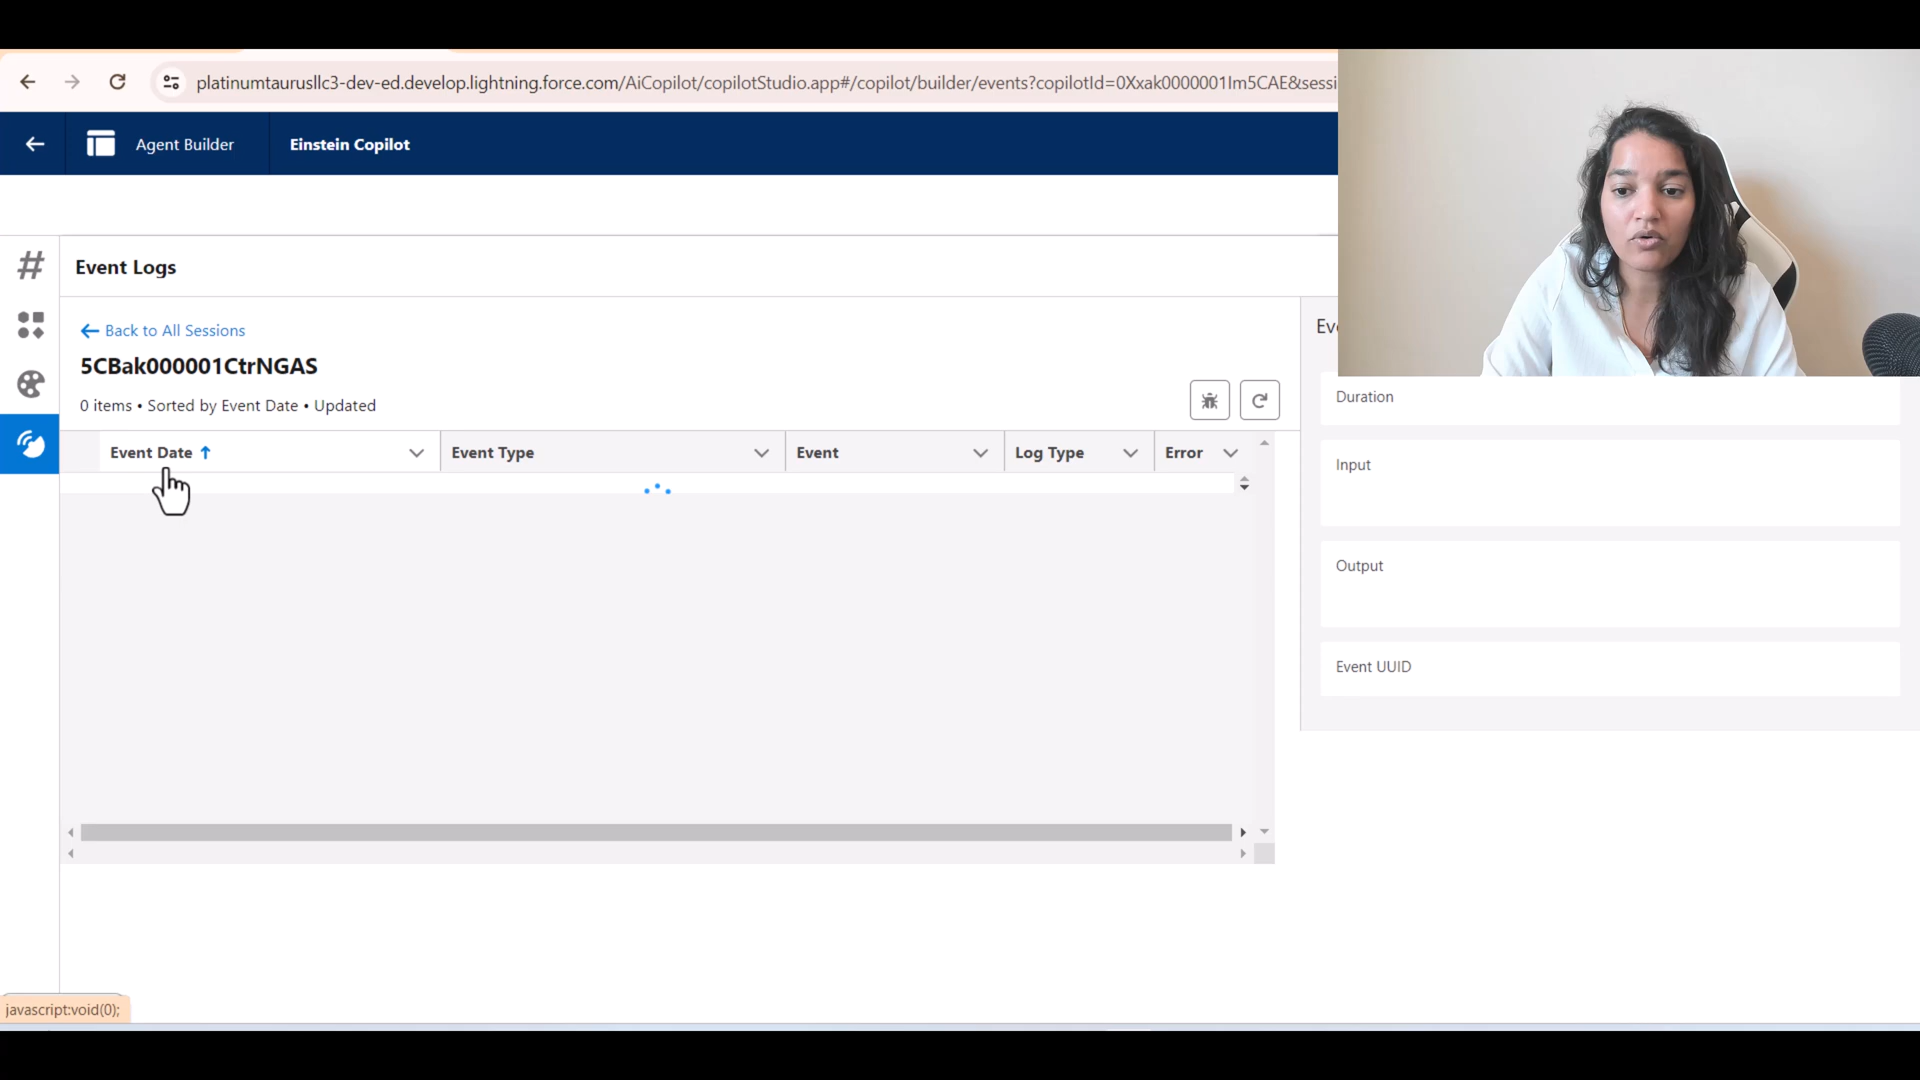 platinumtaurusllc3-dev-ed.develop.lightning.force.com/AiCopilot/copilotStudio.app#/copilot/builder/events?copilotId=0Xxak0000001Im5CAE&sessi
Agent Builder
Einstein Copilot
Event Logs
Back to All Sessions
5CBak000001CtrNGAS
0 items • Sorted by Event Date • Updated
Event Date
Event Type
Event
Log Type
Error
Duration
Input
Output
Event UUID
javascript:void(0);